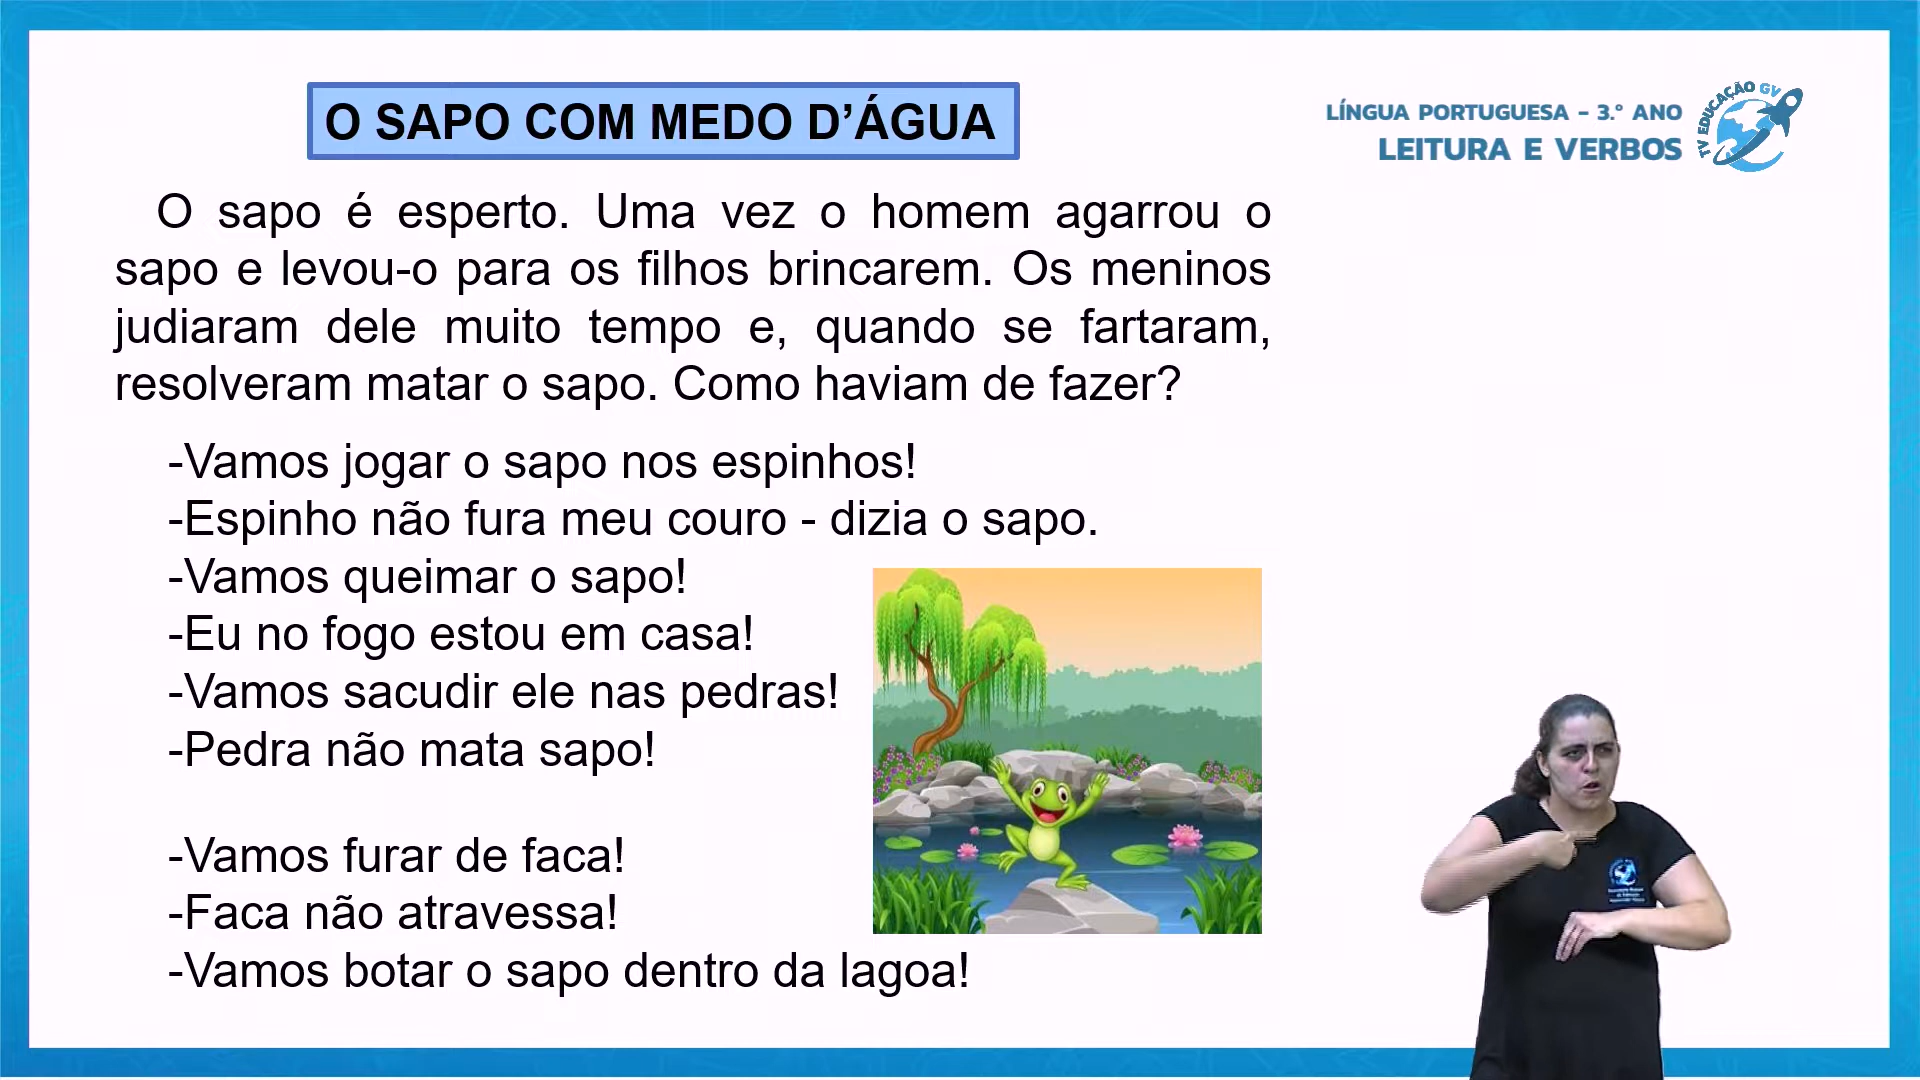 O SAPO COM MEDO D’ÁGUA
LÍNGUA PORTUGUESA – 3.º ANO
LEITURA E VERBOS
TV EDUCAÇÃO GV
O sapo é esperto. Uma vez o homem agarrou o
sapo e levou-o para os filhos brincarem. Os meninos
judiaram dele muito tempo e, quando se fartaram,
resolveram matar o sapo. Como haviam de fazer?
-Vamos jogar o sapo nos espinhos!
-Espinho não fura meu couro - dizia o sapo.
-Vamos queimar o sapo!
-Eu no fogo estou em casa!
-Vamos sacudir ele nas pedras!
-Pedra não mata sapo!
-Vamos furar de faca!
-Faca não atravessa!
-Vamos botar o sapo dentro da lagoa!